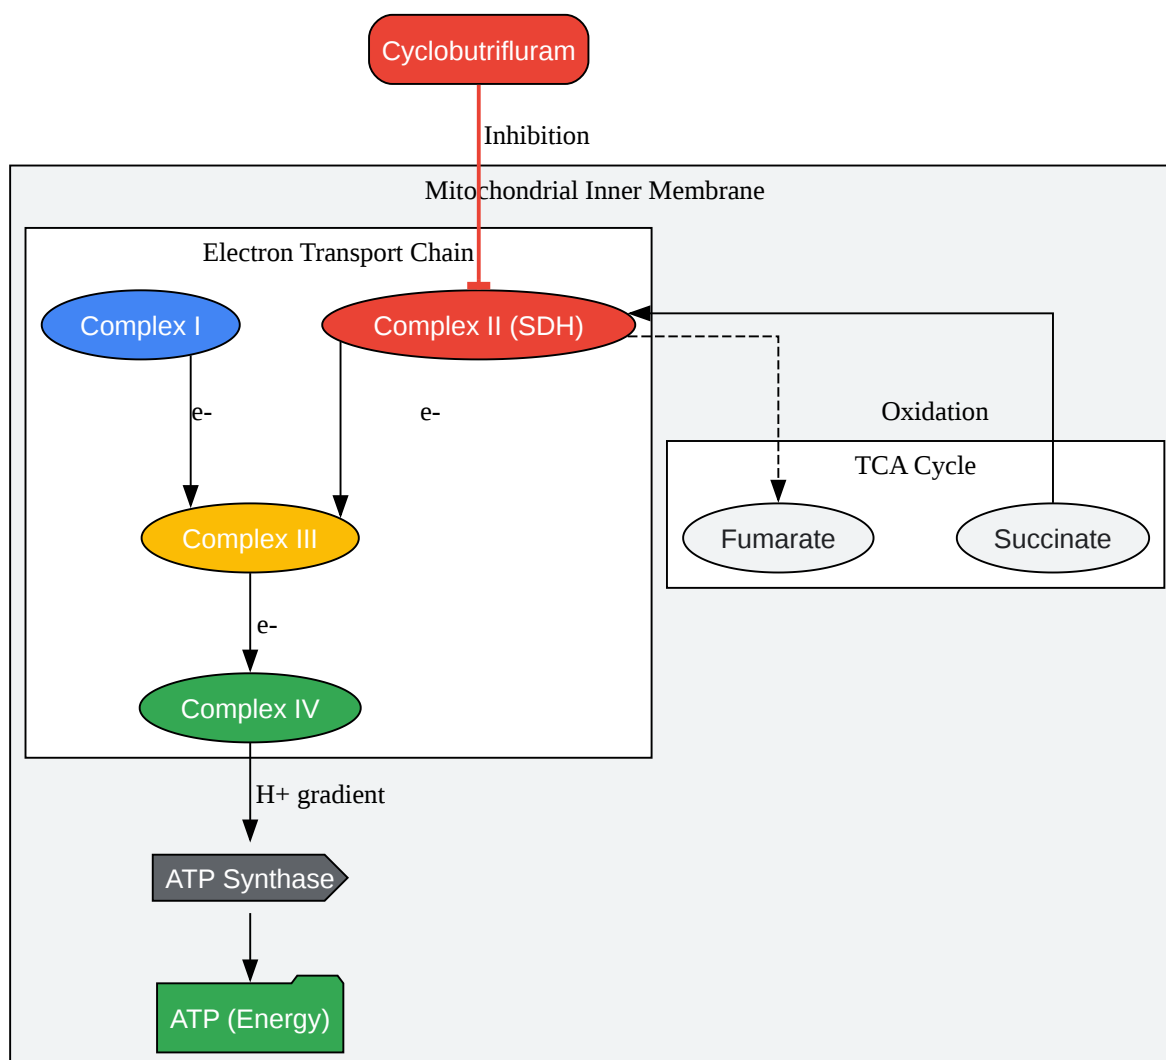 Cyclobutrifluram
Inhibition
Mitochondrial Inner Membrane
Electron Transport Chain
Complex I
Complex II (SDH)
e-
e-
Oxidation
TCA Cycle
Complex III
Fumarate
Succinate
e-
Complex IV
H+ gradient
ATP Synthase
ATP (Energy)